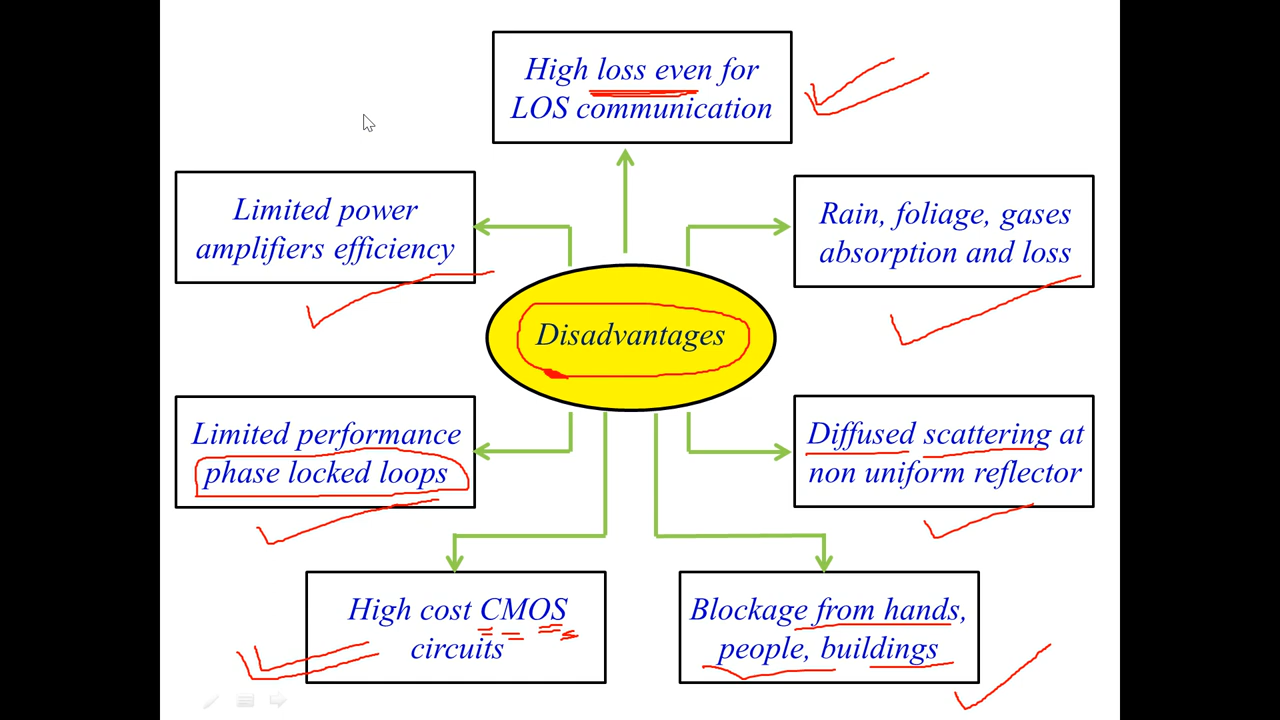 High loss even for
LOS communication
Limited power
amplifiers efficiency
Rain, foliage, gases
absorption and loss
Disadvantages
Limited performance
phase locked loops
Diffused scattering at
non uniform reflector
High cost CMOS
circuits
Blockage from hands,
people, buildings